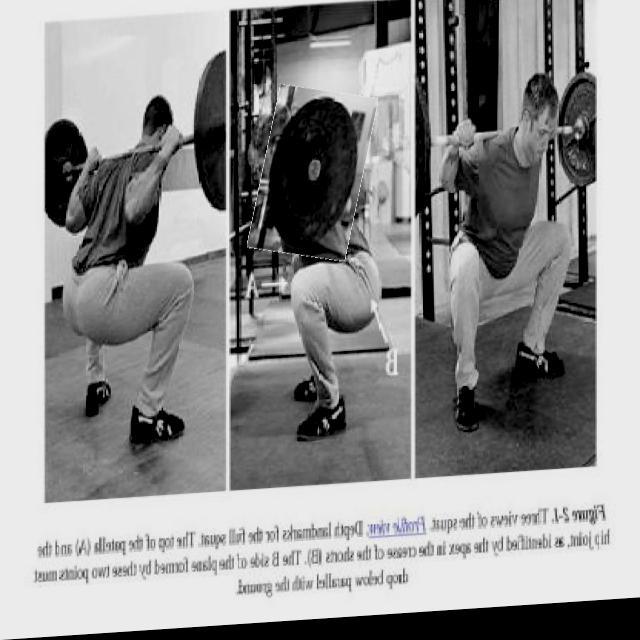 A
B
Figure 2-1. Three views of the squat. Profile view. Depth landmarks for the full squat. The top of the patella (A) and the
hip joint, as identified by the apex in the crease of the shorts (B). The B side of the plane formed by these two points must
drop below parallel with the ground.